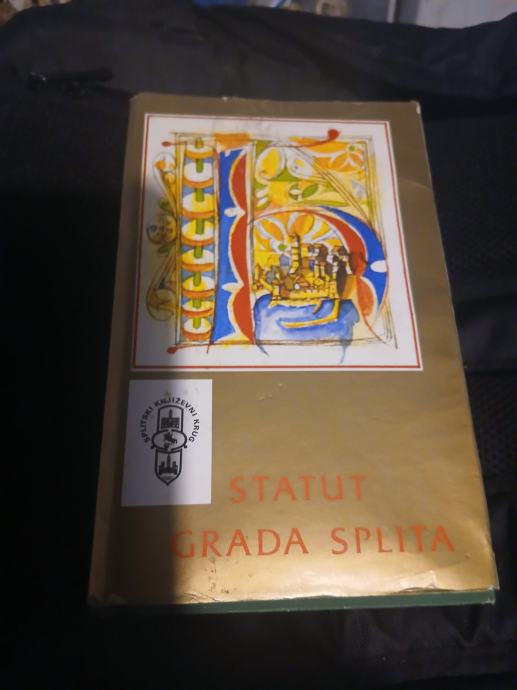 SPLITSKI KNJIŽEVNI KRUG
STATUT
GRADA SPLITA